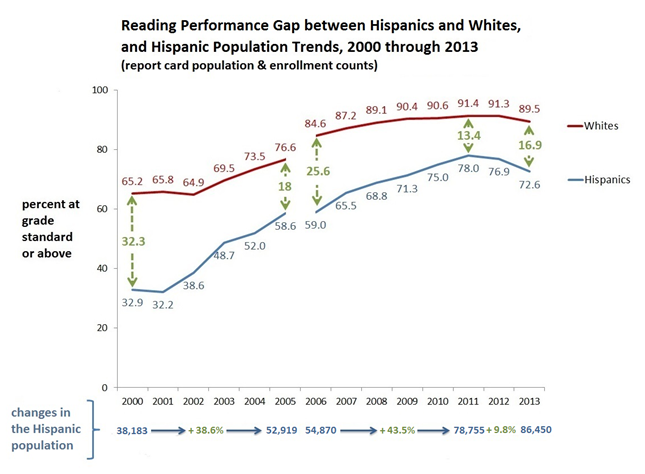 Reading Performance Gap between Hispanics and Whites,
and Hispanic Population Trends, 2000 through 2013
(report card population & enrollment counts)
100
80
60
40
20
0
percent at
grade
standard
or above
65.2 65.8 64.9 69.5 73.5 76.6 84.6 87.2 89.1 90.4 90.6 91.4 91.3 89.5
Whites
32.3 18 25.6 13.4 16.9
Hispanics
32.9 32.2 38.6 48.7 52.0 58.6 59.0 65.5 68.8 71.3 75.0 78.0 76.9 72.6
2000 2001 2002 2003 2004 2005 2006 2007 2008 2009 2010 2011 2012 2013
changes in
the Hispanic
population
38,183 + 38.6% 52,919 54,870 + 43.5% 78,755 + 9.8% 86,450